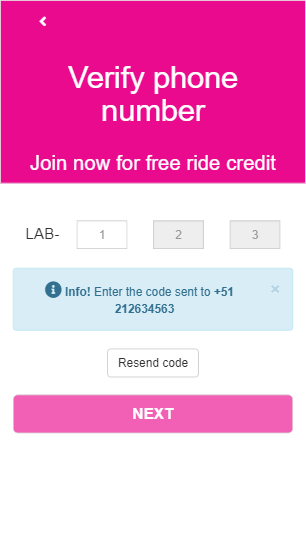 Verify phone
number
Join now for free ride credit
LAB- 1 2 3
Info! Enter the code sent to +51 ×
212634563
Resend code
NEXT